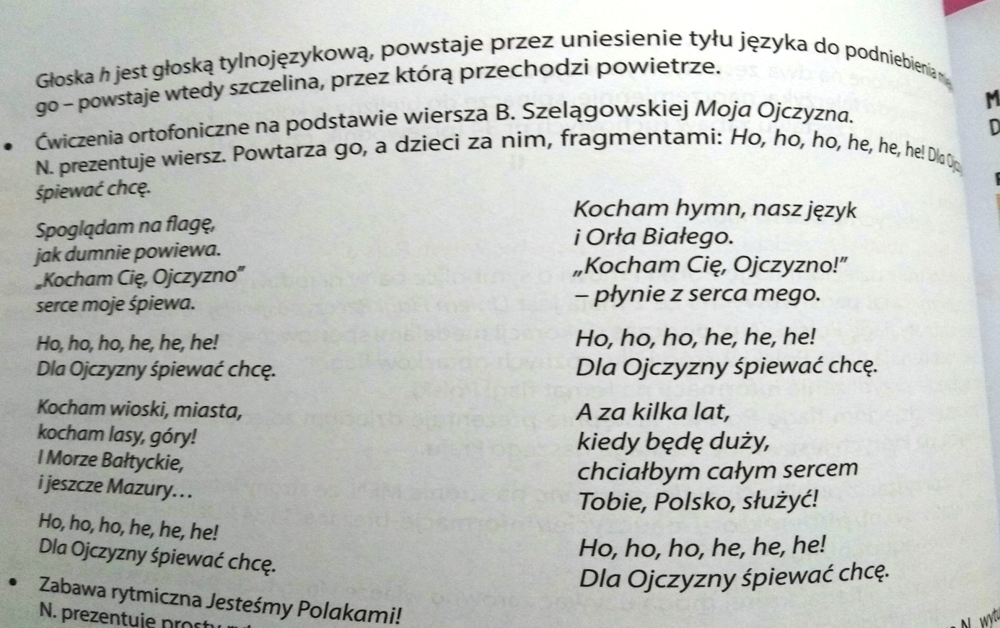 Głoska h jest głoską tylnojęzykową, powstaje przez uniesienie tyłu języka do podniebienia
go – powstaje wtedy szczelina, przez którą przechodzi powietrze.
• Ćwiczenia ortofoniczne na podstawie wiersza B. Szelągowskiej Moja Ojczyzna.
N. prezentuje wiersz. Powtarza go, a dzieci za nim, fragmentami: Ho, ho, ho, he, he, he! Dla
śpiewać chcę.
Spoglądam na flagę,
jak dumnie powiewa.
„Kocham Cię, Ojczyzno”
serce moje śpiewa.
Ho, ho, ho, he, he, he!
Dla Ojczyzny śpiewać chcę.
Kocham wioski, miasta,
kocham lasy, góry!
I Morze Bałtyckie,
i jeszcze Mazury…
Ho, ho, ho, he, he, he!
Dla Ojczyzny śpiewać chcę.
Kocham hymn, nasz język
i Orła Białego.
„Kocham Cię, Ojczyzno!”
– płynie z serca mego.
Ho, ho, ho, he, he, he!
Dla Ojczyzny śpiewać chcę.
A za kilka lat,
kiedy będę duży,
chciałbym całym sercem
Tobie, Polsko, służyć!
Ho, ho, ho, he, he, he!
Dla Ojczyzny śpiewać chcę.
• Zabawa rytmiczna Jesteśmy Polakami!
N. prezentuje prosty